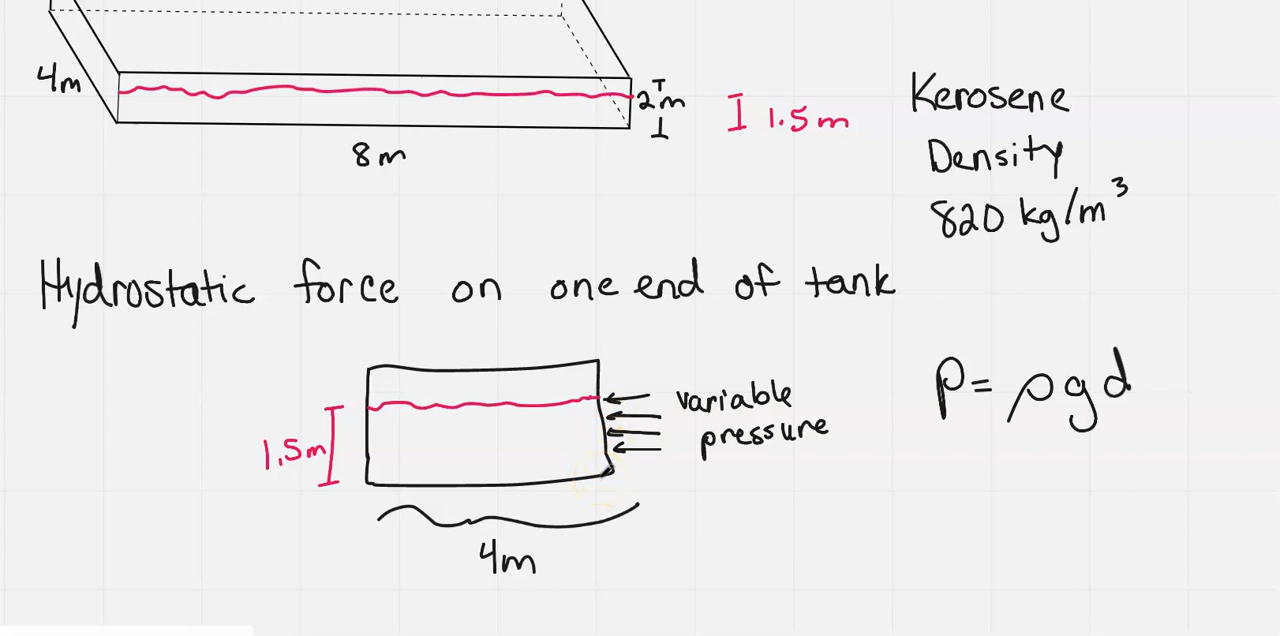 4m
2m
8m
1.5m
Kerosene
Density
820 kg/m³
Hydrostatic force on one end of tank
1.5m
4m
variable
pressure
P= ρgd